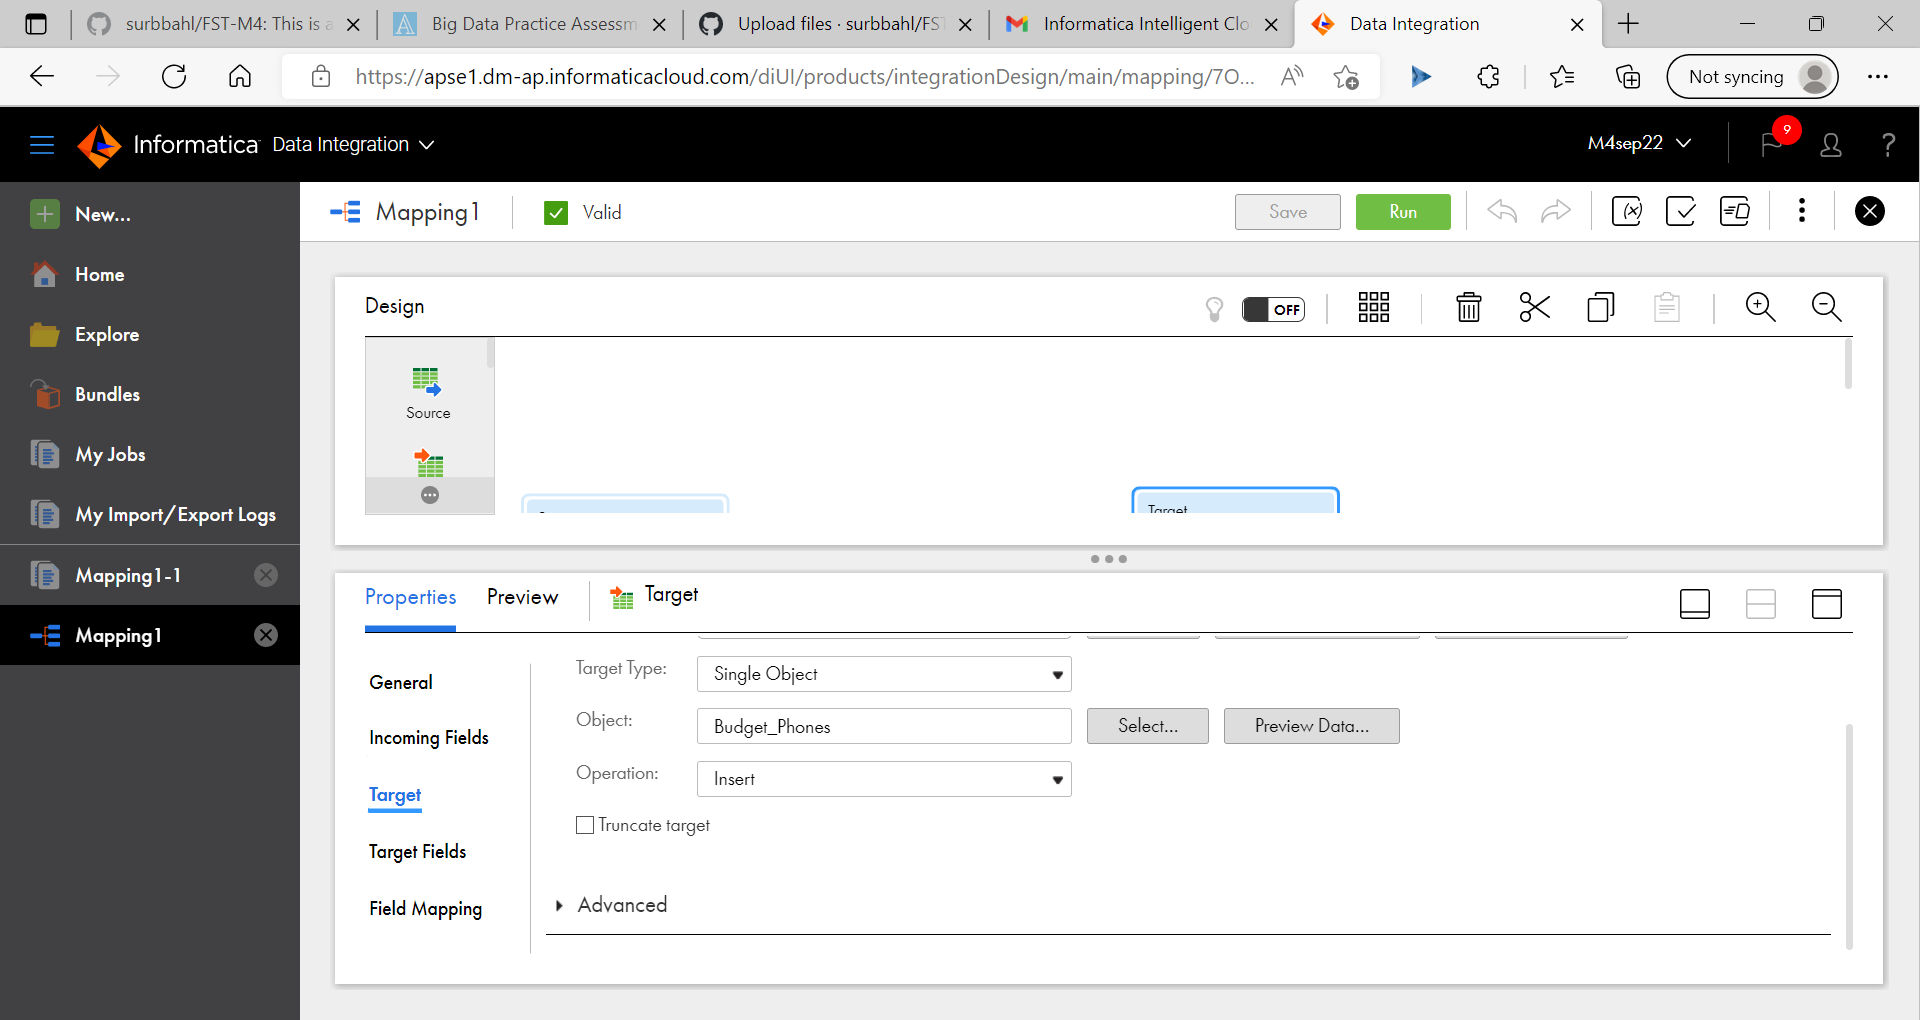 surbbahl/FST-M4: This is a
Big Data Practice Assessm
Upload files · surbbahl/FST
Informatica Intelligent Clo
Data Integration
https://apse1.dm-ap.informaticacloud.com/diUI/products/integrationDesign/main/mapping/7O...
Not syncing
Informatica Data Integration
M4sep22
9
?
New...
Home
Explore
Bundles
My Jobs
My Import/Export Logs
Mapping1-1
Mapping1
Mapping1
Valid
Save
Run
Design
OFF
Source
Target
Properties
Preview
Target
General
Incoming Fields
Target
Target Fields
Field Mapping
Target Type:
Single Object
Object:
Budget_Phones
Select...
Preview Data...
Operation:
Insert
Truncate target
Advanced